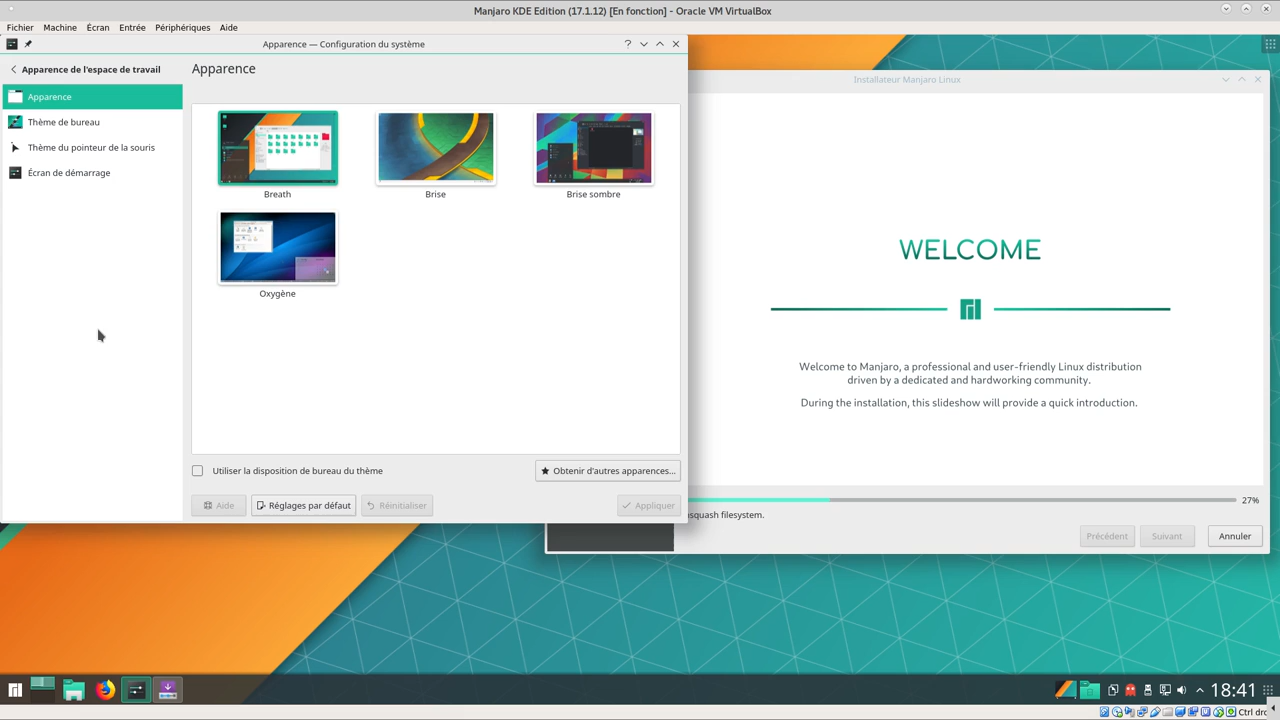 Manjaro KDE Edition (17.1.12) [En fonction] - Oracle VM VirtualBox
Fichier Machine Écran Entrée Périphériques Aide
Apparence — Configuration du système
Apparence de l'espace de travail
Apparence
Apparence
Thème de bureau
Thème du pointeur de la souris
Écran de démarrage
Breath
Brise
Brise sombre
Oxygène
Utiliser la disposition de bureau du thème
Obtenir d'autres apparences...
Aide
Réglages par défaut
Réinitialiser
Appliquer
Installateur Manjaro Linux
WELCOME
Welcome to Manjaro, a professional and user-friendly Linux distribution
driven by a dedicated and hardworking community.
During the installation, this slideshow will provide a quick introduction.
27%
squash filesystem.
Précédent
Suivant
Annuler
18:41
Ctrl dro